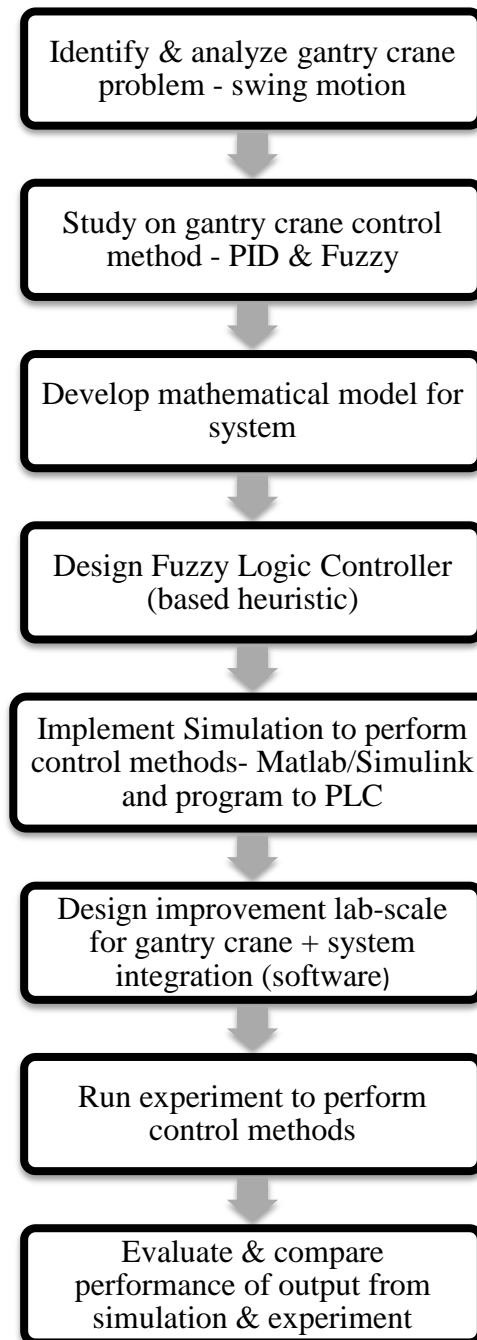 Identify & analyze gantry crane
problem - swing motion
Study on gantry crane control
method - PID & Fuzzy
Develop mathematical model for
system
Design Fuzzy Logic Controller
(based heuristic)
Implement Simulation to perform
control methods- Matlab/Simulink
and program to PLC
Design improvement lab-scale
for gantry crane + system
integration (software)
Run experiment to perform
control methods
Evaluate & compare
performance of output from
simulation & experiment